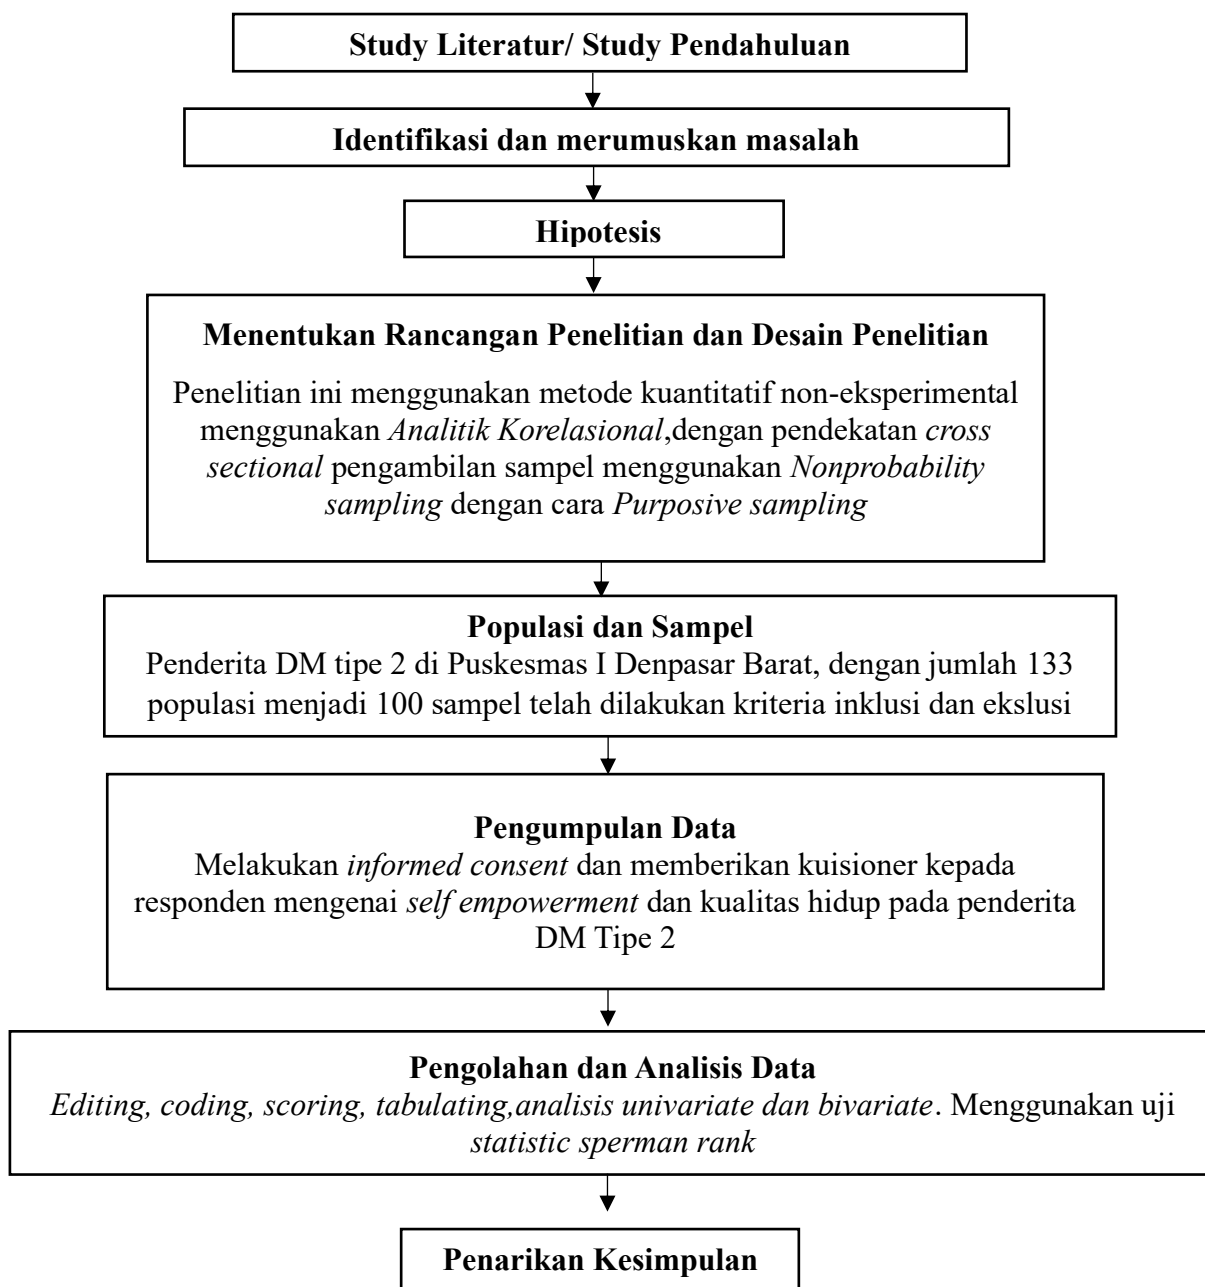 Study Literatur/ Study Pendahuluan
Identifikasi dan merumuskan masalah
Hipotesis
Menentukan Rancangan Penelitian dan Desain Penelitian
Penelitian ini menggunakan metode kuantitatif non-eksperimental
menggunakan Analitik Korelasional,dengan pendekatan cross
sectional pengambilan sampel menggunakan Nonprobability
sampling dengan cara Purposive sampling
Populasi dan Sampel
Penderita DM tipe 2 di Puskesmas I Denpasar Barat, dengan jumlah 133
populasi menjadi 100 sampel telah dilakukan kriteria inklusi dan ekslusi
Pengumpulan Data
Melakukan informed consent dan memberikan kuisioner kepada
responden mengenai self empowerment dan kualitas hidup pada penderita
DM Tipe 2
Pengolahan dan Analisis Data
Editing, coding, scoring, tabulating,analisis univariate dan bivariate. Menggunakan uji
statistic sperman rank
Penarikan Kesimpulan